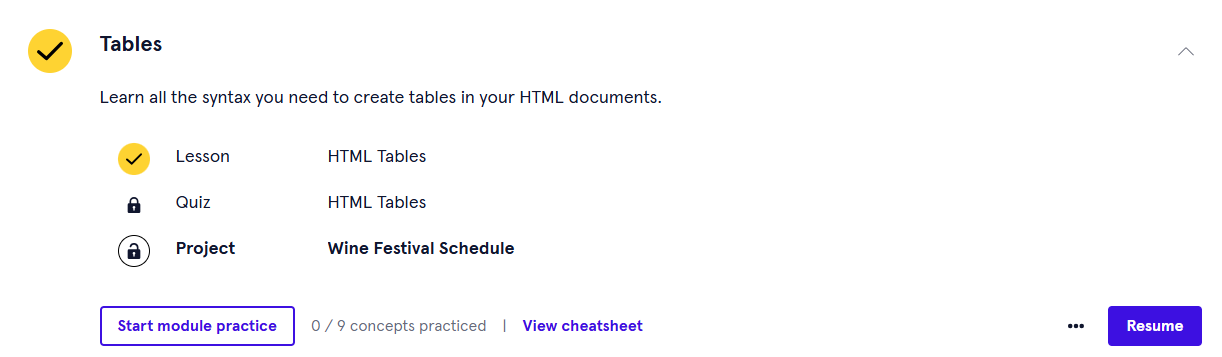 Tables
Learn all the syntax you need to create tables in your HTML documents.
Lesson HTML Tables
Quiz HTML Tables
Project Wine Festival Schedule
Start module practice 0 / 9 concepts practiced | View cheatsheet ••• Resume